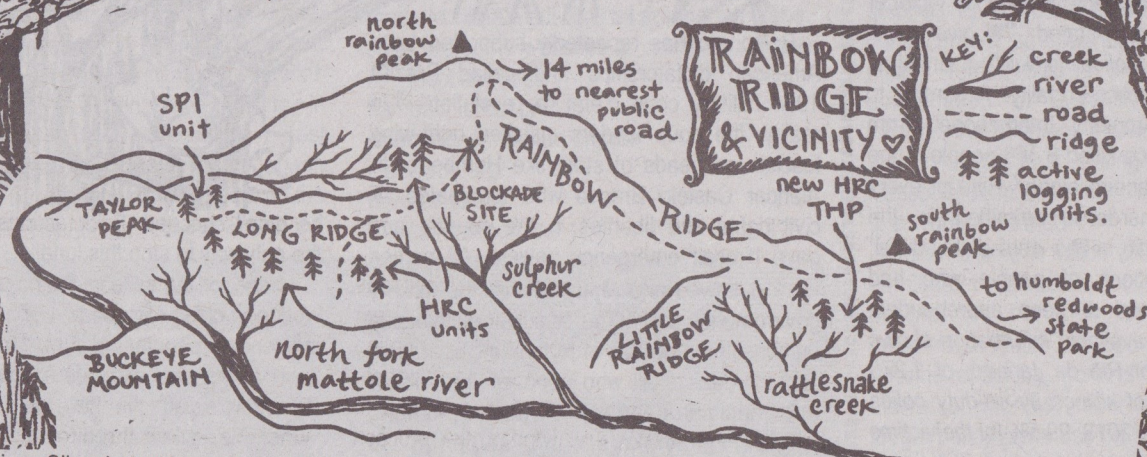 north
rainbow
peak
→ 14 miles
to nearest
public
road
RAINBOW
RIDGE
& VICINITY ♡
KEY:
creek
river
road
ridge
active
logging
units
SPI
unit
TAYLOR
PEAK
LONG RIDGE
BLOCKADE
SITE
RAINBOW RIDGE
new HRC
THP
south
rainbow
peak
to humboldt
redwoods
state
park
sulphur
creek
HRC
units
LITTLE
RAINBOW
RIDGE
BUCKEYE
MOUNTAIN
north fork
mattole river
rattlesnake
creek